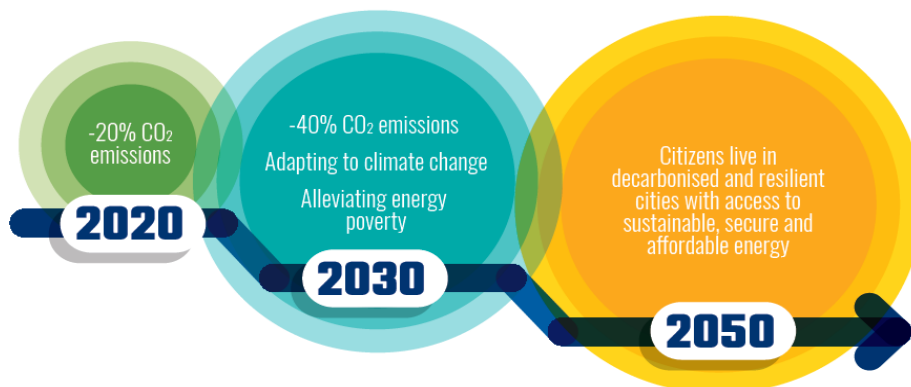 -20% CO₂
emissions
2020
-40% CO₂ emissions
Adapting to climate change
Alleviating energy
poverty
2030
Citizens live in
decarbonised and resilient
cities with access to
sustainable, secure and
affordable energy
2050